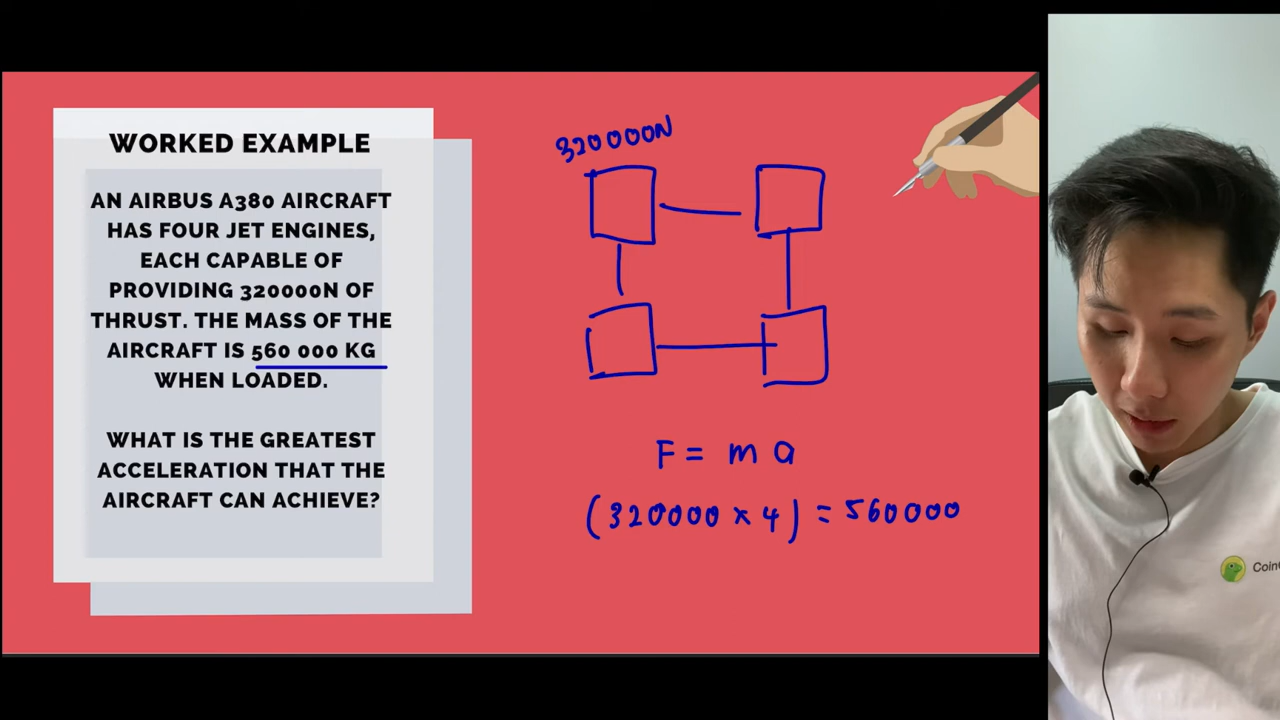 WORKED EXAMPLE
AN AIRBUS A380 AIRCRAFT
HAS FOUR JET ENGINES,
EACH CAPABLE OF
PROVIDING 320000N OF
THRUST. THE MASS OF THE
AIRCRAFT IS 560 000 KG
WHEN LOADED.
WHAT IS THE GREATEST
ACCELERATION THAT THE
AIRCRAFT CAN ACHIEVE?
320000N
F = m a
(320000 × 4) = 560000